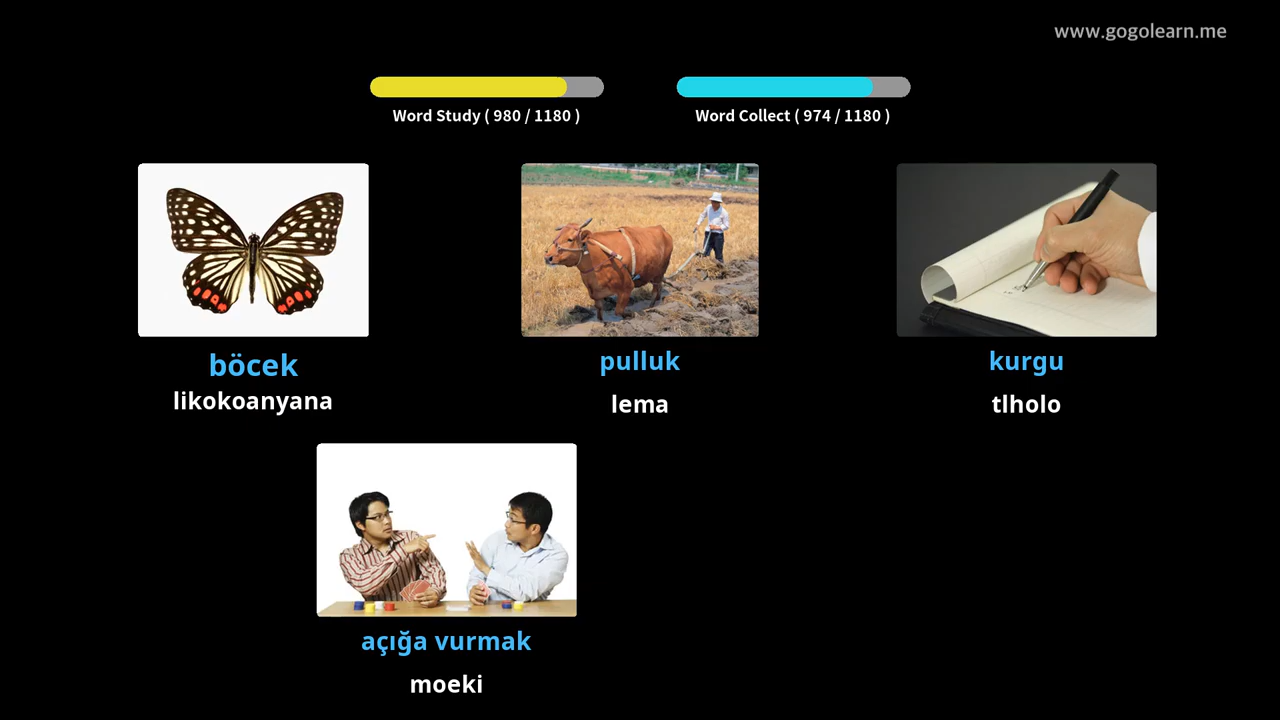 www.gogolearn.me
Word Study ( 980 / 1180 )
Word Collect ( 974 / 1180 )
böcek
likokoanyana
pulluk
lema
kurgu
tlholo
açığa vurmak
moeki